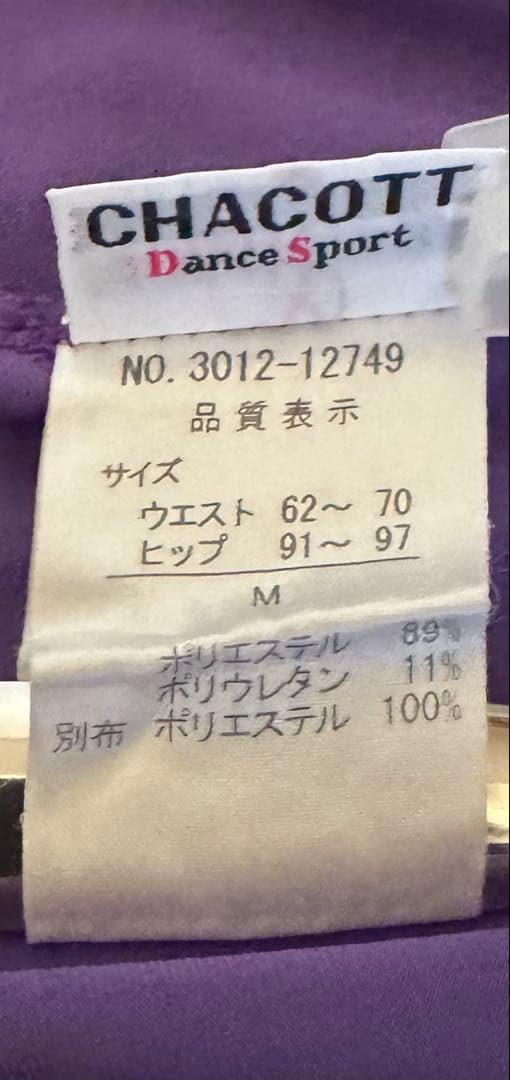 CHACOTT
Dance Sport
NO. 3012-12749
品質表示
サイズ
ウエスト 62～ 70
ヒップ 91～ 97
M
ポリエステル 89%
ポリウレタン 11%
別布 ポリエステル 100%